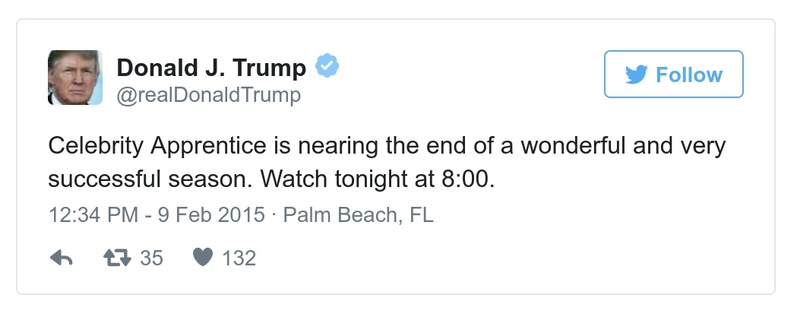 Donald J. Trump
@realDonaldTrump
Follow
Celebrity Apprentice is nearing the end of a wonderful and very
successful season. Watch tonight at 8:00.
12:34 PM - 9 Feb 2015 · Palm Beach, FL
35 132